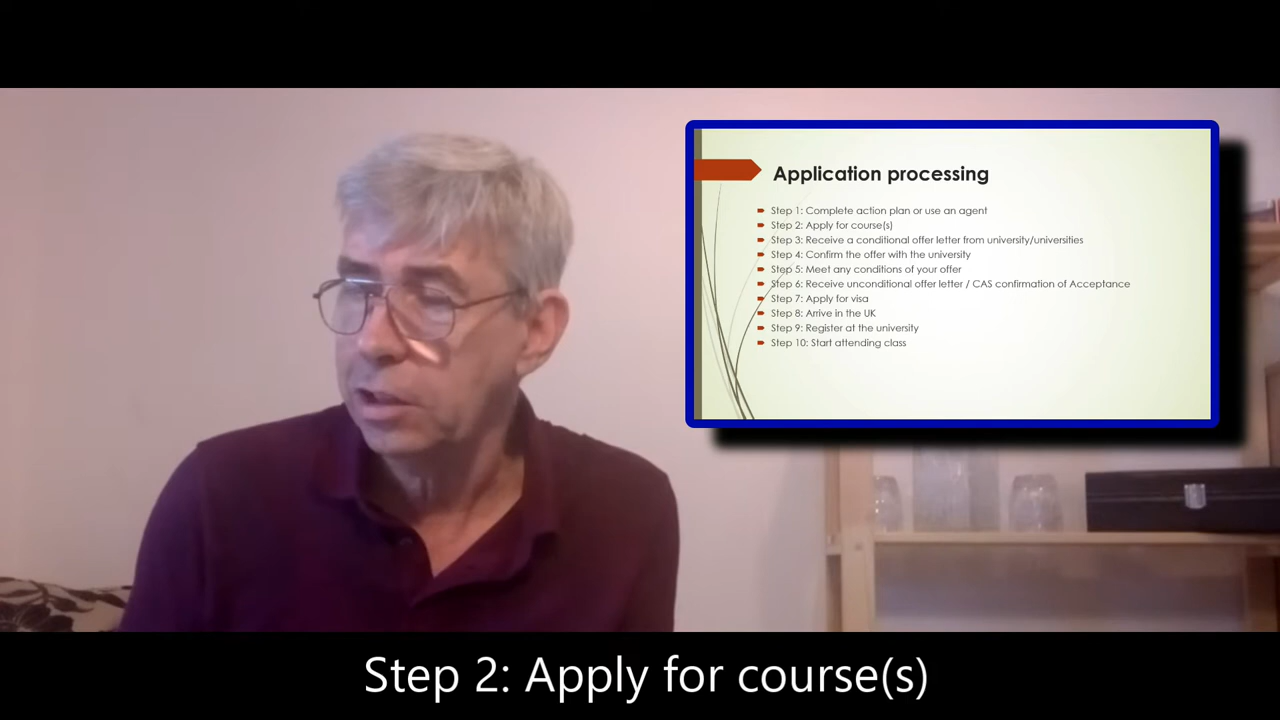 Application processing
Step 1: Complete action plan or use an agent
Step 2: Apply for course(s)
Step 3: Receive a conditional offer letter from university/universities
Step 4: Confirm the offer with the university
Step 5: Meet any conditions of your offer
Step 6: Receive unconditional offer letter / CAS confirmation of Acceptance
Step 7: Apply for visa
Step 8: Arrive in the UK
Step 9: Register at the university
Step 10: Start attending class
Step 2: Apply for course(s)